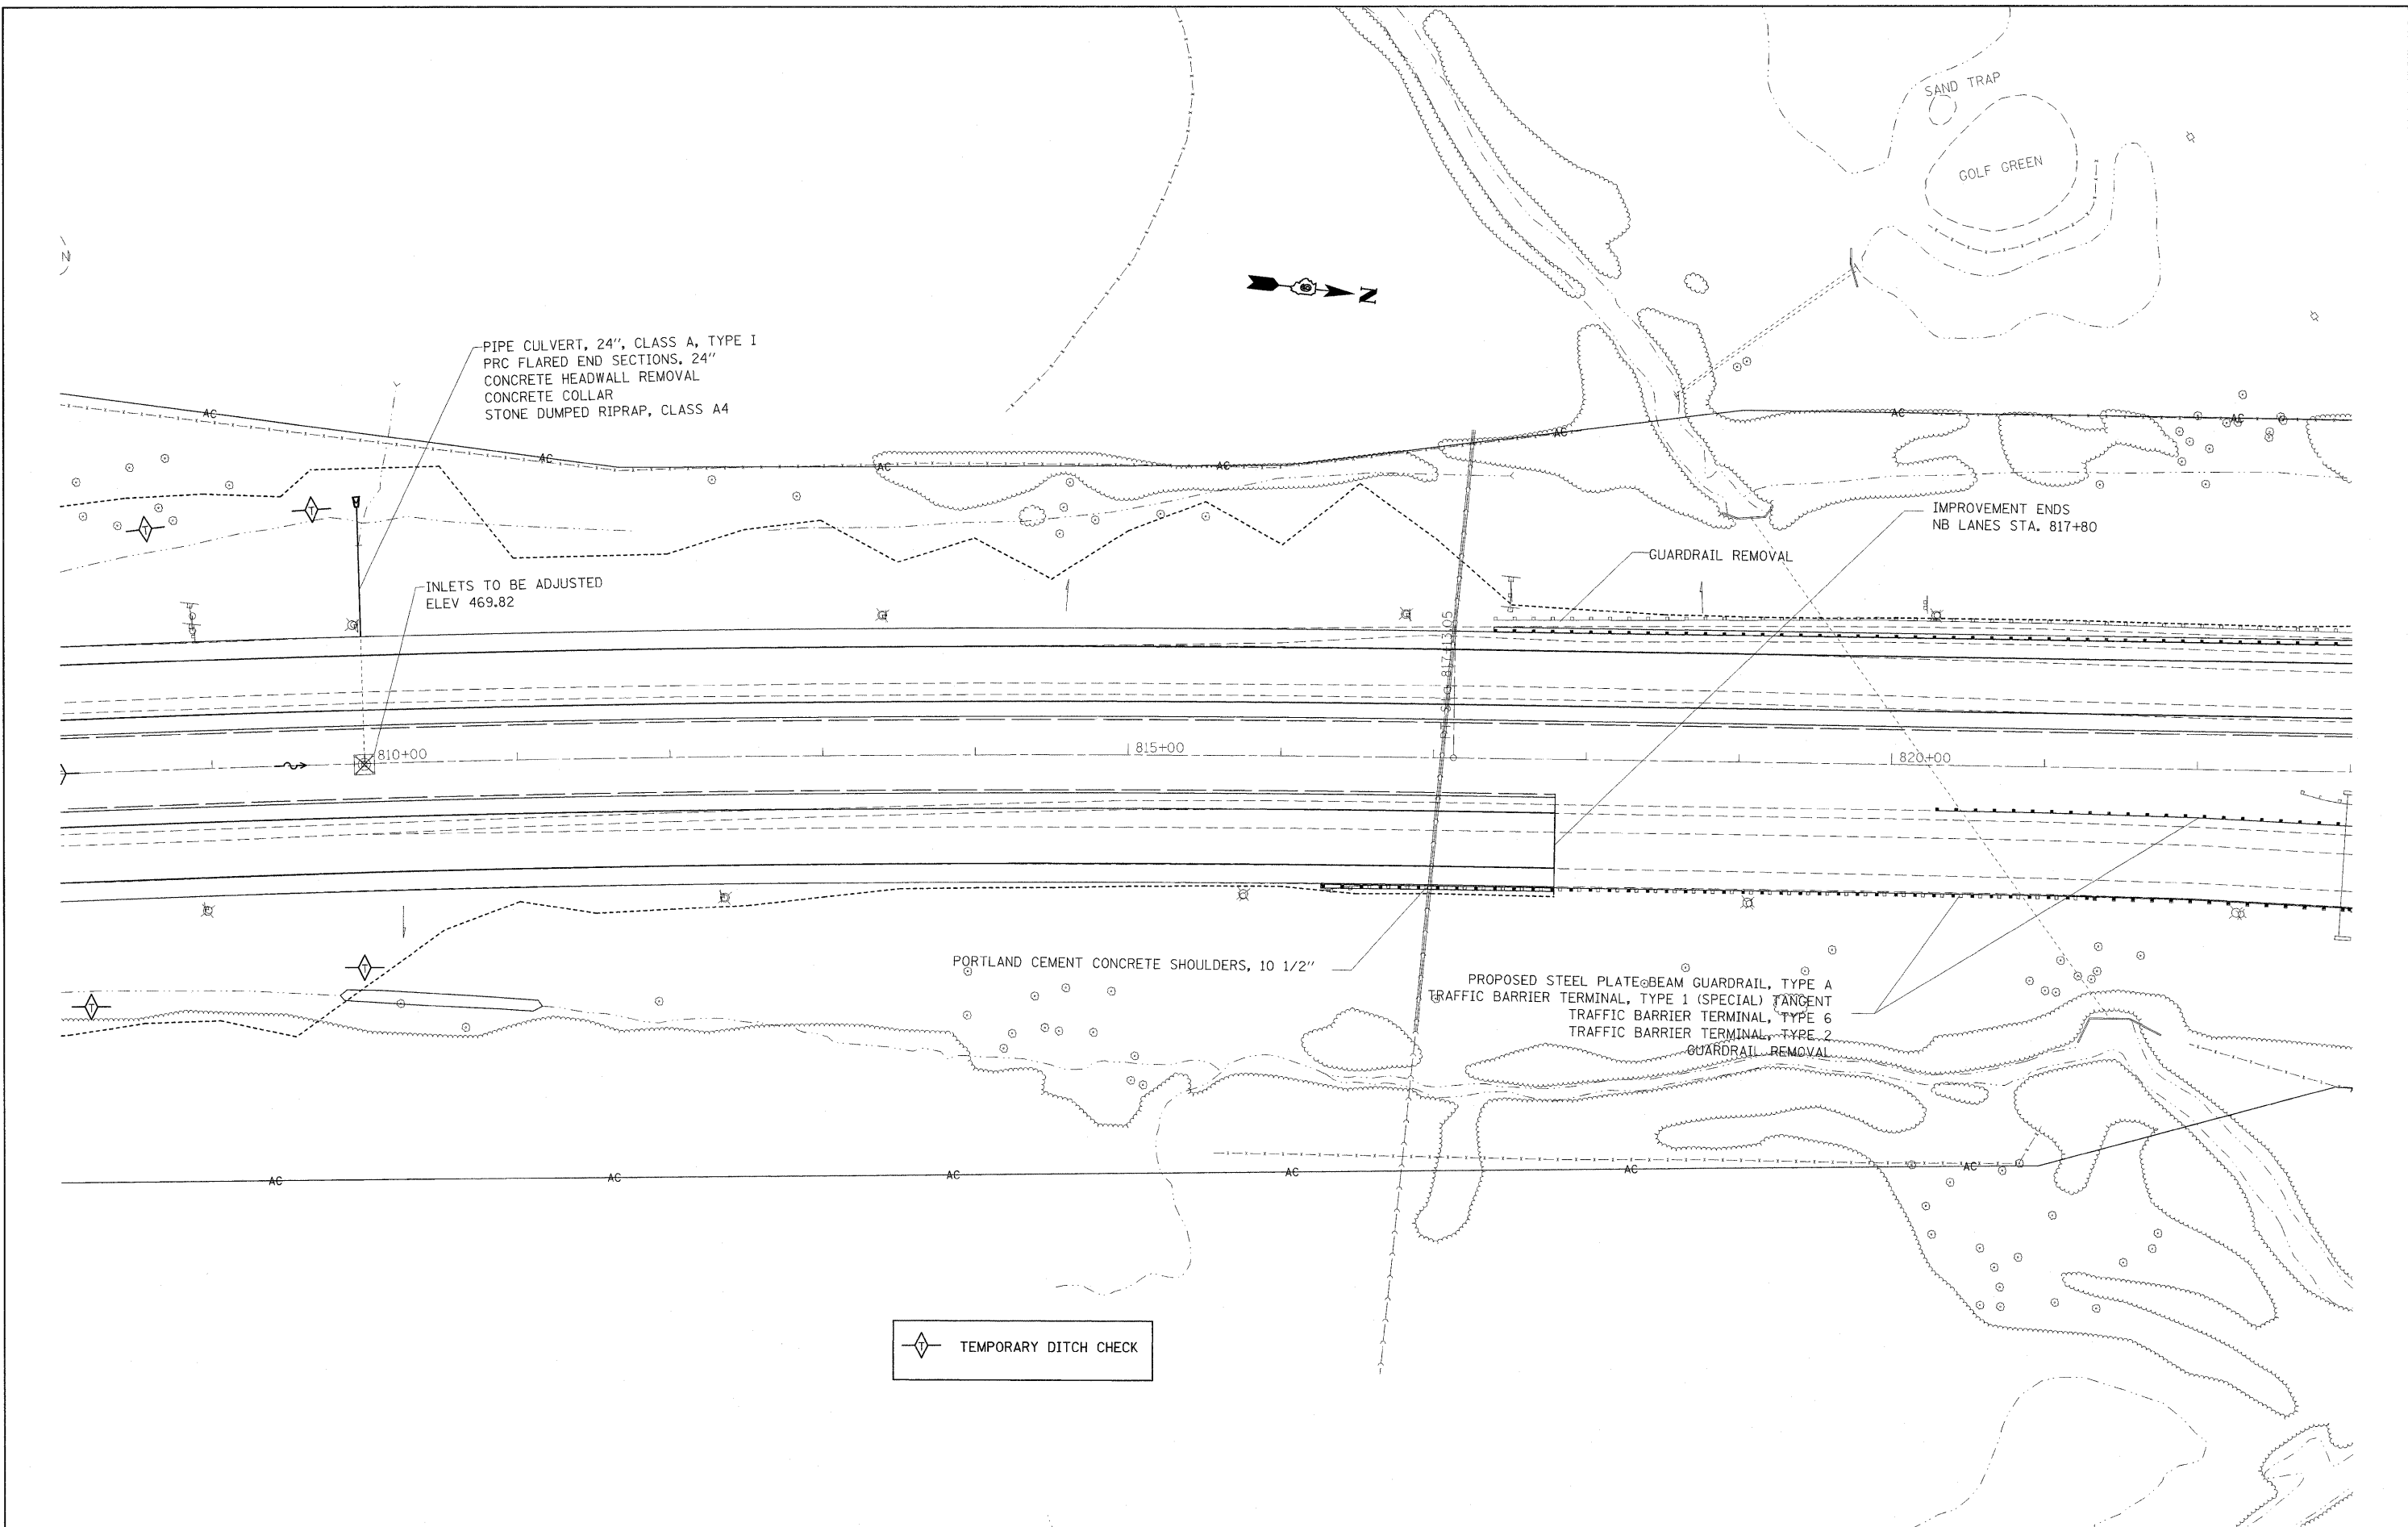 SAND TRAP
GOLF GREEN
N
N
PIPE CULVERT, 24", CLASS A, TYPE I
PRC FLARED END SECTIONS, 24"
CONCRETE HEADWALL REMOVAL
CONCRETE COLLAR
STONE DUMPED RIPRAP, CLASS A4
AC
AC
AC
AC
AC
AC
AC
IMPROVEMENT ENDS
NB LANES STA. 817+80
GUARDRAIL REMOVAL
INLETS TO BE ADJUSTED
ELEV 469.82
810+00
815+00
820+00
PORTLAND CEMENT CONCRETE SHOULDERS, 10 1/2"
PROPOSED STEEL PLATE BEAM GUARDRAIL, TYPE A
TRAFFIC BARRIER TERMINAL, TYPE 1 (SPECIAL) TANGENT
TRAFFIC BARRIER TERMINAL, TYPE 6
TRAFFIC BARRIER TERMINAL, TYPE 2
GUARDRAIL REMOVAL
AC
AC
AC
AC
AC
AC
T TEMPORARY DITCH CHECK